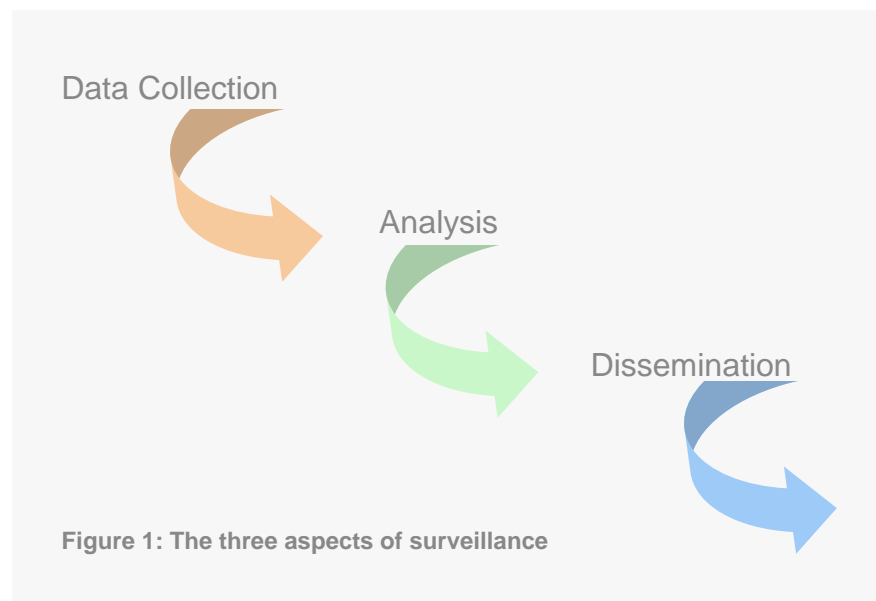 Data Collection
Analysis
Dissemination
Figure 1: The three aspects of surveillance